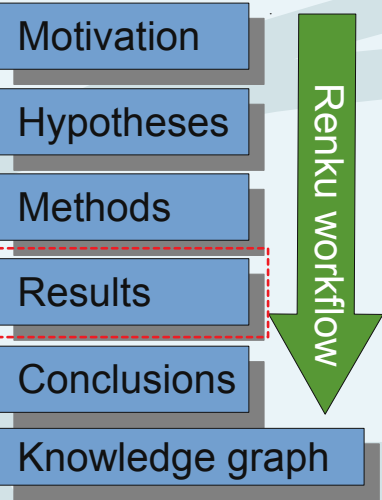 Motivation
Hypotheses
Methods
Results
Conclusions
Knowledge graph
Renku workflow